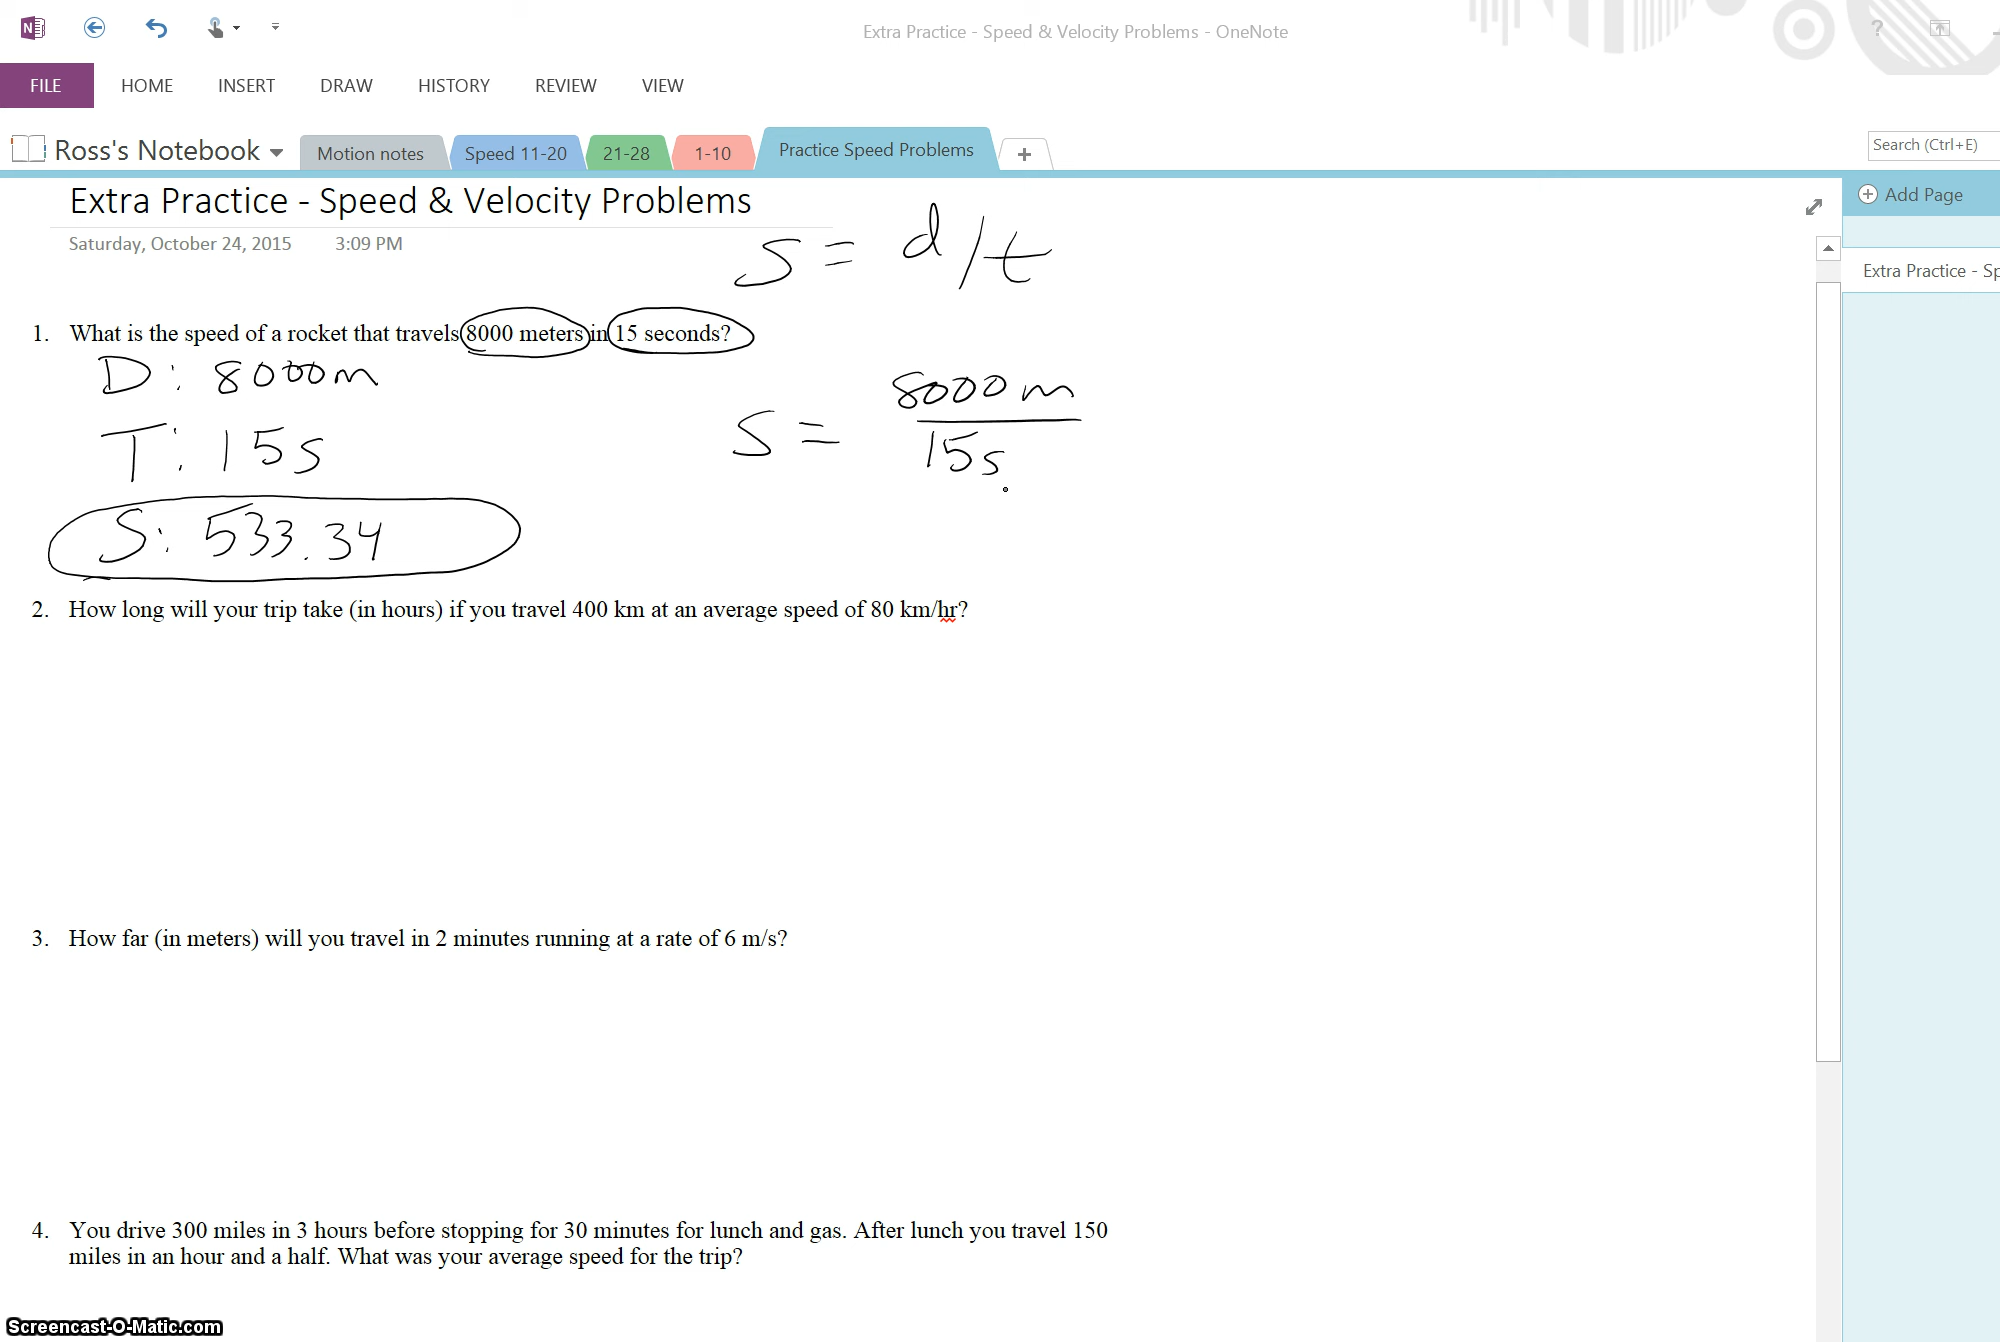 Extra Practice - Speed & Velocity Problems - OneNote
?
FILE HOME INSERT DRAW HISTORY REVIEW VIEW
Ross's Notebook Motion notes Speed 11-20 21-28 1-10 Practice Speed Problems +
Search (Ctrl+E)
Add Page
Extra Practice - Sp
Extra Practice - Speed & Velocity Problems
Saturday, October 24, 2015 3:09 PM
S = d/t
1. What is the speed of a rocket that travels 8000 meters in 15 seconds?
D: 8000m
T: 15s
S: 533.34
S = 8000m
15s
2. How long will your trip take (in hours) if you travel 400 km at an average speed of 80 km/hr?
3. How far (in meters) will you travel in 2 minutes running at a rate of 6 m/s?
4. You drive 300 miles in 3 hours before stopping for 30 minutes for lunch and gas. After lunch you travel 150
miles in an hour and a half. What was your average speed for the trip?
Screencast-O-Matic.com